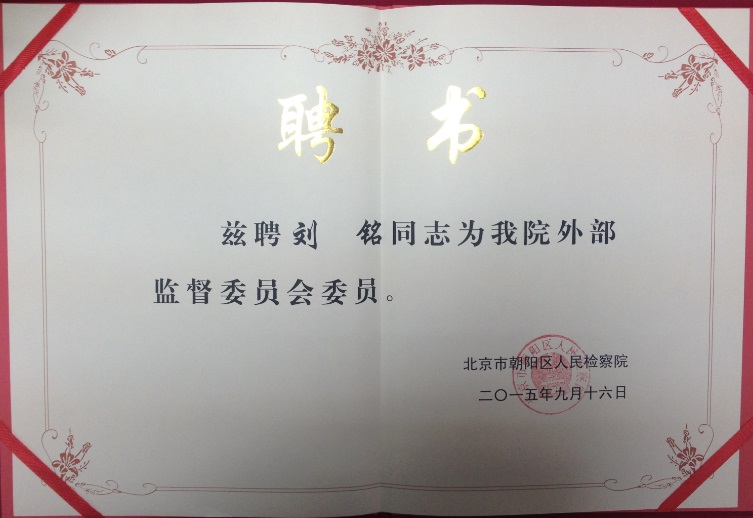 聘 书
兹聘刘 铭同志为我院外部
监督委员会委员。
北京市朝阳区人民检察院
二〇一五年九月十六日